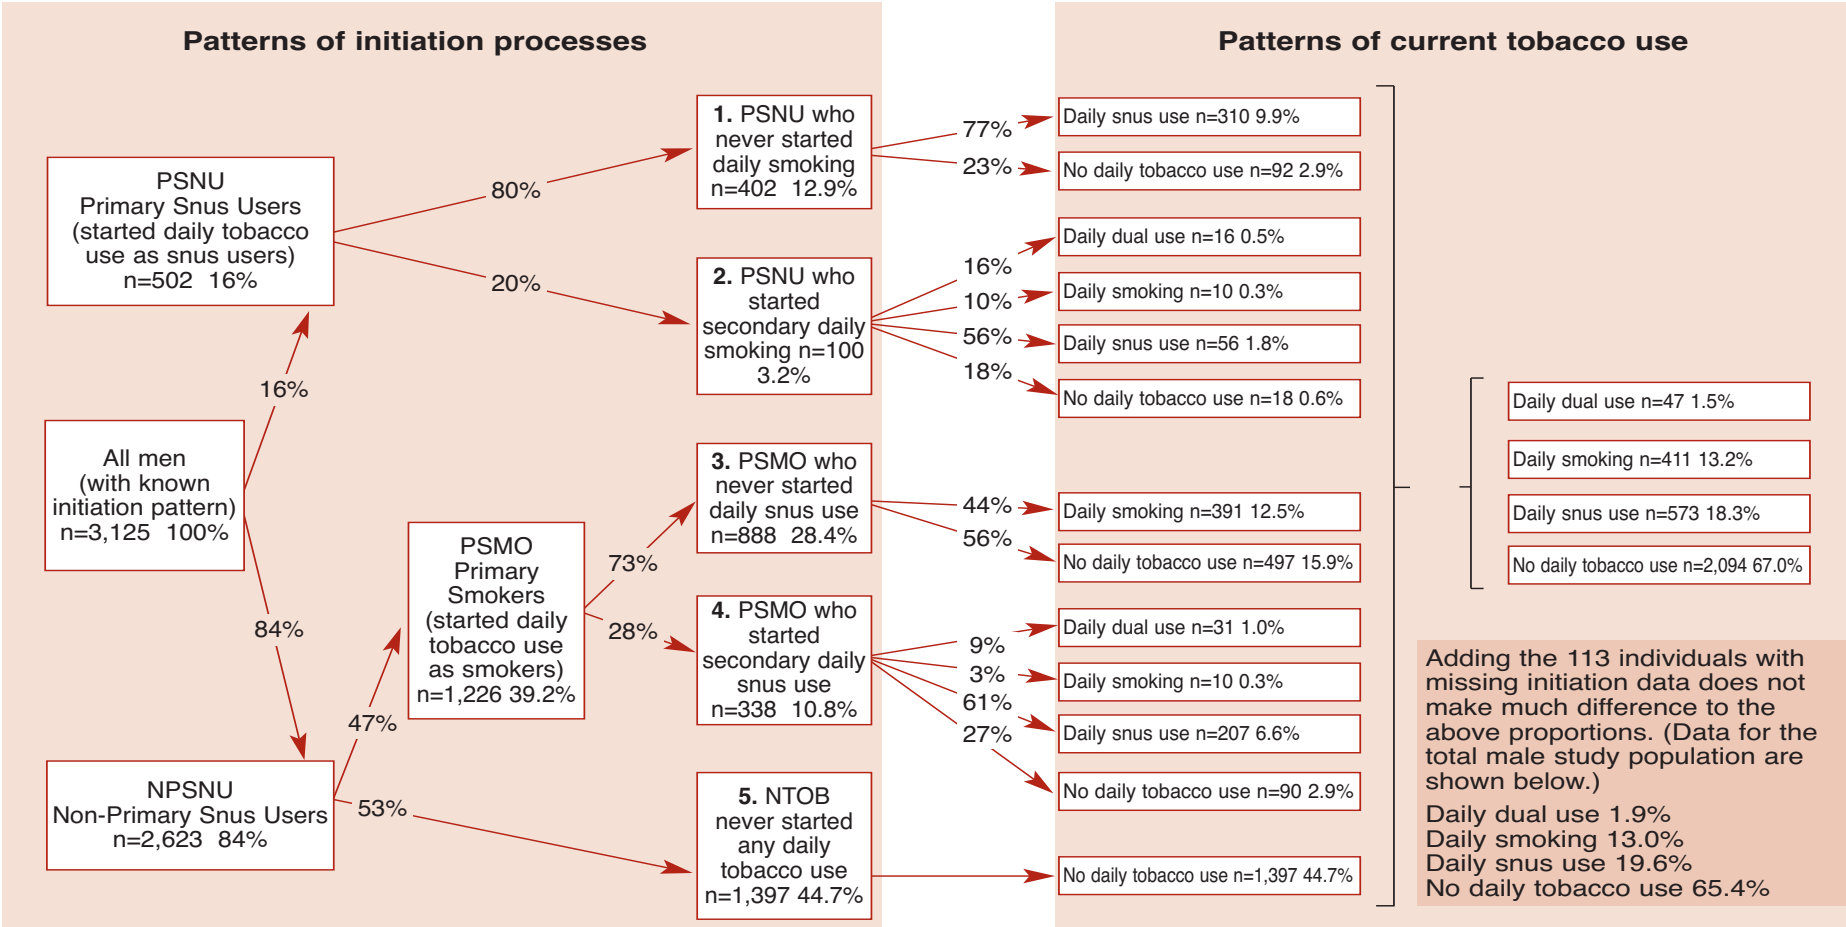 Patterns of initiation processes
PSNU
Primary Snus Users
(started daily tobacco
use as snus users)
n=502 16%
All men
(with known
initiation pattern)
n=3,125 100%
NPSNU
Non-Primary Snus Users
n=2,623 84%
16%
84%
80%
20%
47%
53%
PSMO
Primary
Smokers
(started daily
tobacco use
as smokers)
n=1,226 39.2%
73%
28%
1. PSNU who
never started
daily smoking
n=402 12.9%
2. PSNU who
started
secondary daily
smoking n=100
3.2%
3. PSMO who
never started
daily snus use
n=888 28.4%
4. PSMO who
started
secondary daily
snus use
n=338 10.8%
5. NTOB
never started
any daily
tobacco use
n=1,397 44.7%
77%
23%
16%
10%
56%
18%
44%
56%
9%
3%
61%
27%
Patterns of current tobacco use
Daily snus use n=310 9.9%
No daily tobacco use n=92 2.9%
Daily dual use n=16 0.5%
Daily smoking n=10 0.3%
Daily snus use n=56 1.8%
No daily tobacco use n=18 0.6%
Daily smoking n=391 12.5%
No daily tobacco use n=497 15.9%
Daily dual use n=31 1.0%
Daily smoking n=10 0.3%
Daily snus use n=207 6.6%
No daily tobacco use n=90 2.9%
No daily tobacco use n=1,397 44.7%
Daily dual use n=47 1.5%
Daily smoking n=411 13.2%
Daily snus use n=573 18.3%
No daily tobacco use n=2,094 67.0%
Adding the 113 individuals with
missing initiation data does not
make much difference to the
above proportions. (Data for the
total male study population are
shown below.)
Daily dual use 1.9%
Daily smoking 13.0%
Daily snus use 19.6%
No daily tobacco use 65.4%